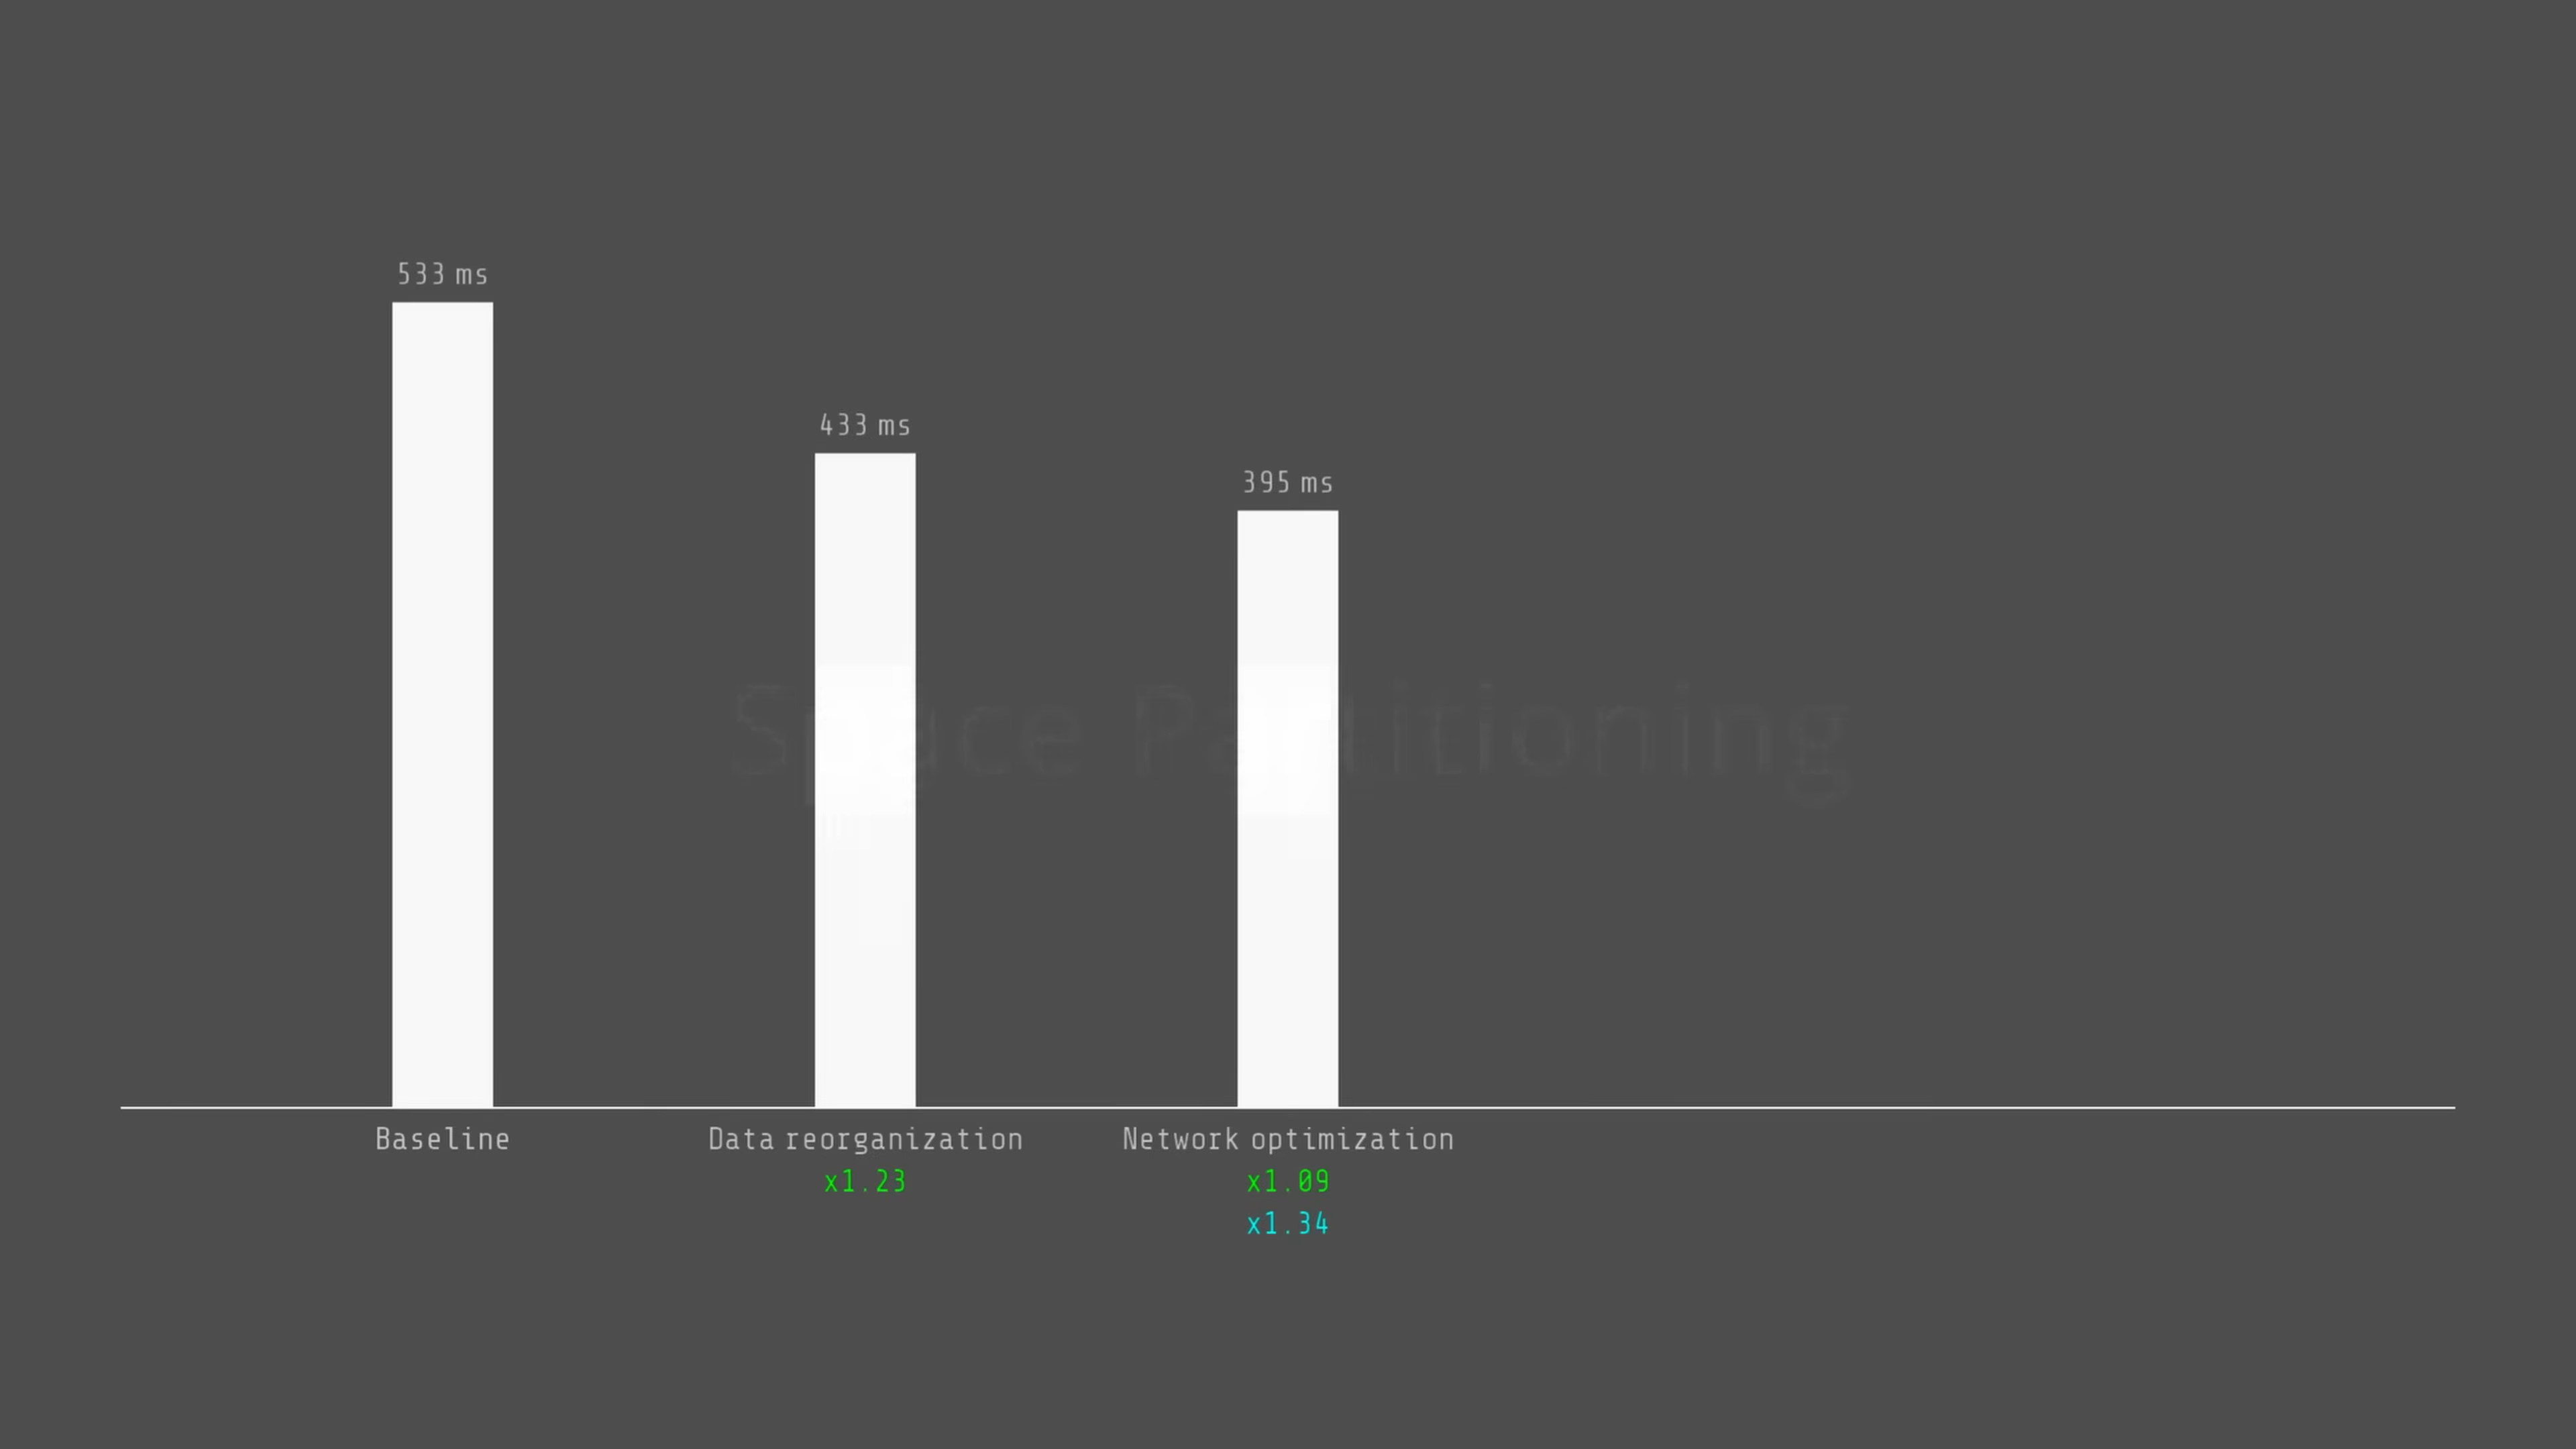 533 ms
433 ms
395 ms
Space Partitioning
Baseline
Data reorganization
x1.23
Network optimization
x1.09
x1.34